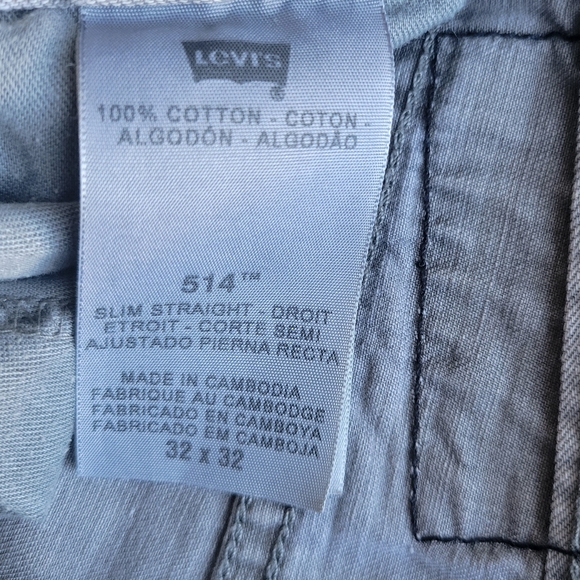 Levi's
100% COTTON - COTON -
ALGODÓN - ALGODÃO
514™
SLIM STRAIGHT - DROIT
ETROIT - CORTE SEMI
AJUSTADO PIERNA RECTA
MADE IN CAMBODIA
FABRIQUE AU CAMBODGE
FABRICADO EN CAMBOYA
FABRICADO EM CAMBOJA
32 X 32